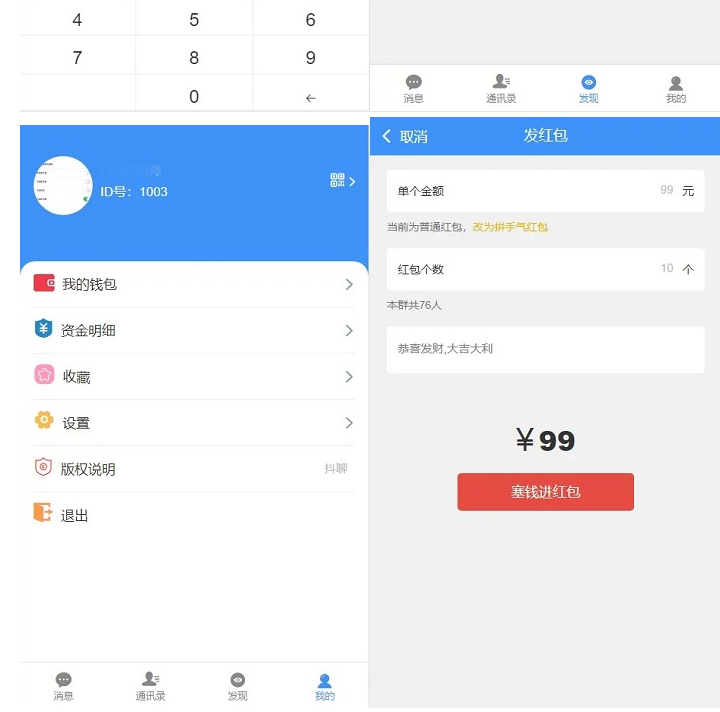 4 5 6
7 8 9
0 ←
消息 通讯录 发现 我的
ID号：1003
我的钱包
资金明细
收藏
设置
版权说明 抖聊
退出
消息 通讯录 发现 我的
取消 发红包
单个金额 99 元
当前为普通红包，改为拼手气红包
红包个数 10 个
本群共76人
恭喜发财,大吉大利
￥99
塞钱进红包